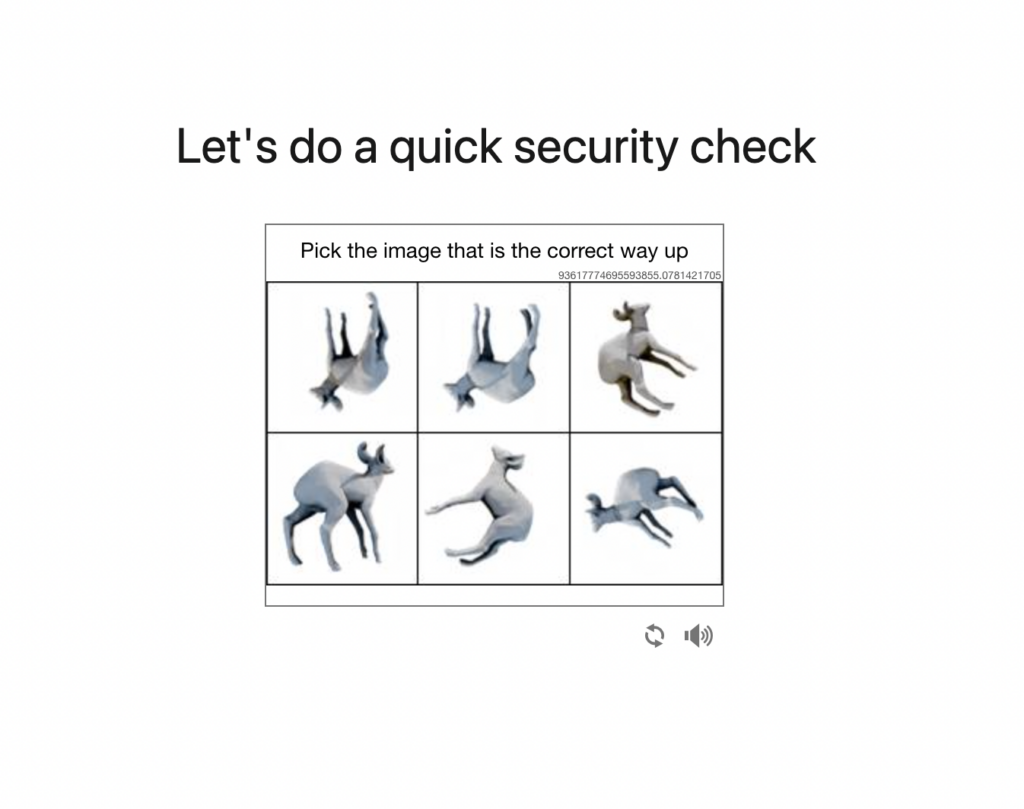 Let's do a quick security check
Pick the image that is the correct way up
93617774695593855.0781421705